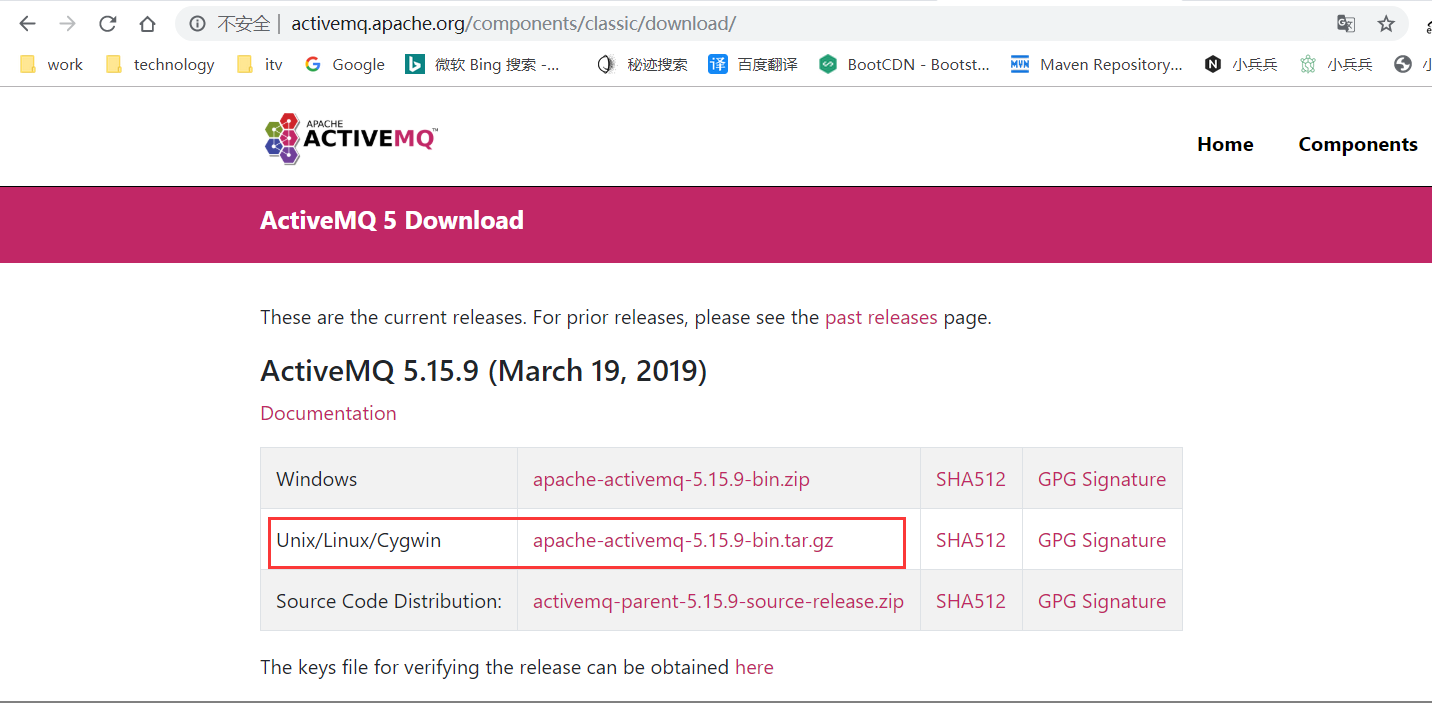 不安全 | activemq.apache.org/components/classic/download/
work technology itv Google 微软 Bing 搜索 -... 秘迹搜索 百度翻译 BootCDN - Bootst... Maven Repository... 小兵兵 小兵兵
APACHE
ACTIVEMQ™
Home Components
ActiveMQ 5 Download
These are the current releases. For prior releases, please see the past releases page.
ActiveMQ 5.15.9 (March 19, 2019)
Documentation
Windows apache-activemq-5.15.9-bin.zip SHA512 GPG Signature
Unix/Linux/Cygwin apache-activemq-5.15.9-bin.tar.gz SHA512 GPG Signature
Source Code Distribution: activemq-parent-5.15.9-source-release.zip SHA512 GPG Signature
The keys file for verifying the release can be obtained here